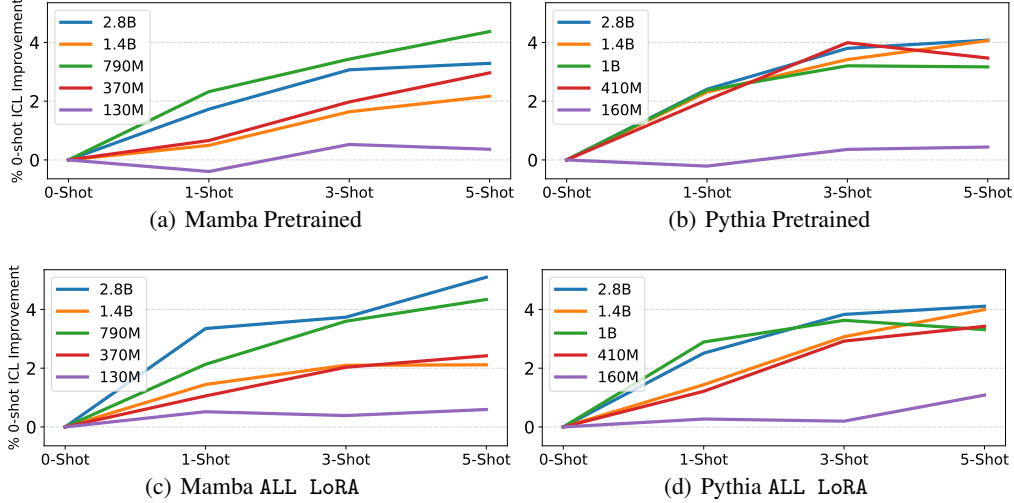 % 0-shot ICL Improvement
4
2
0
2.8B
1.4B
790M
370M
130M
0-Shot 1-Shot 3-Shot 5-Shot
(a) Mamba Pretrained
4
2
0
2.8B
1.4B
1B
410M
160M
0-Shot 1-Shot 3-Shot 5-Shot
(b) Pythia Pretrained
% 0-shot ICL Improvement
4
2
0
2.8B
1.4B
790M
370M
130M
0-Shot 1-Shot 3-Shot 5-Shot
(c) Mamba ALL LoRA
4
2
0
2.8B
1.4B
1B
410M
160M
0-Shot 1-Shot 3-Shot 5-Shot
(d) Pythia ALL LoRA